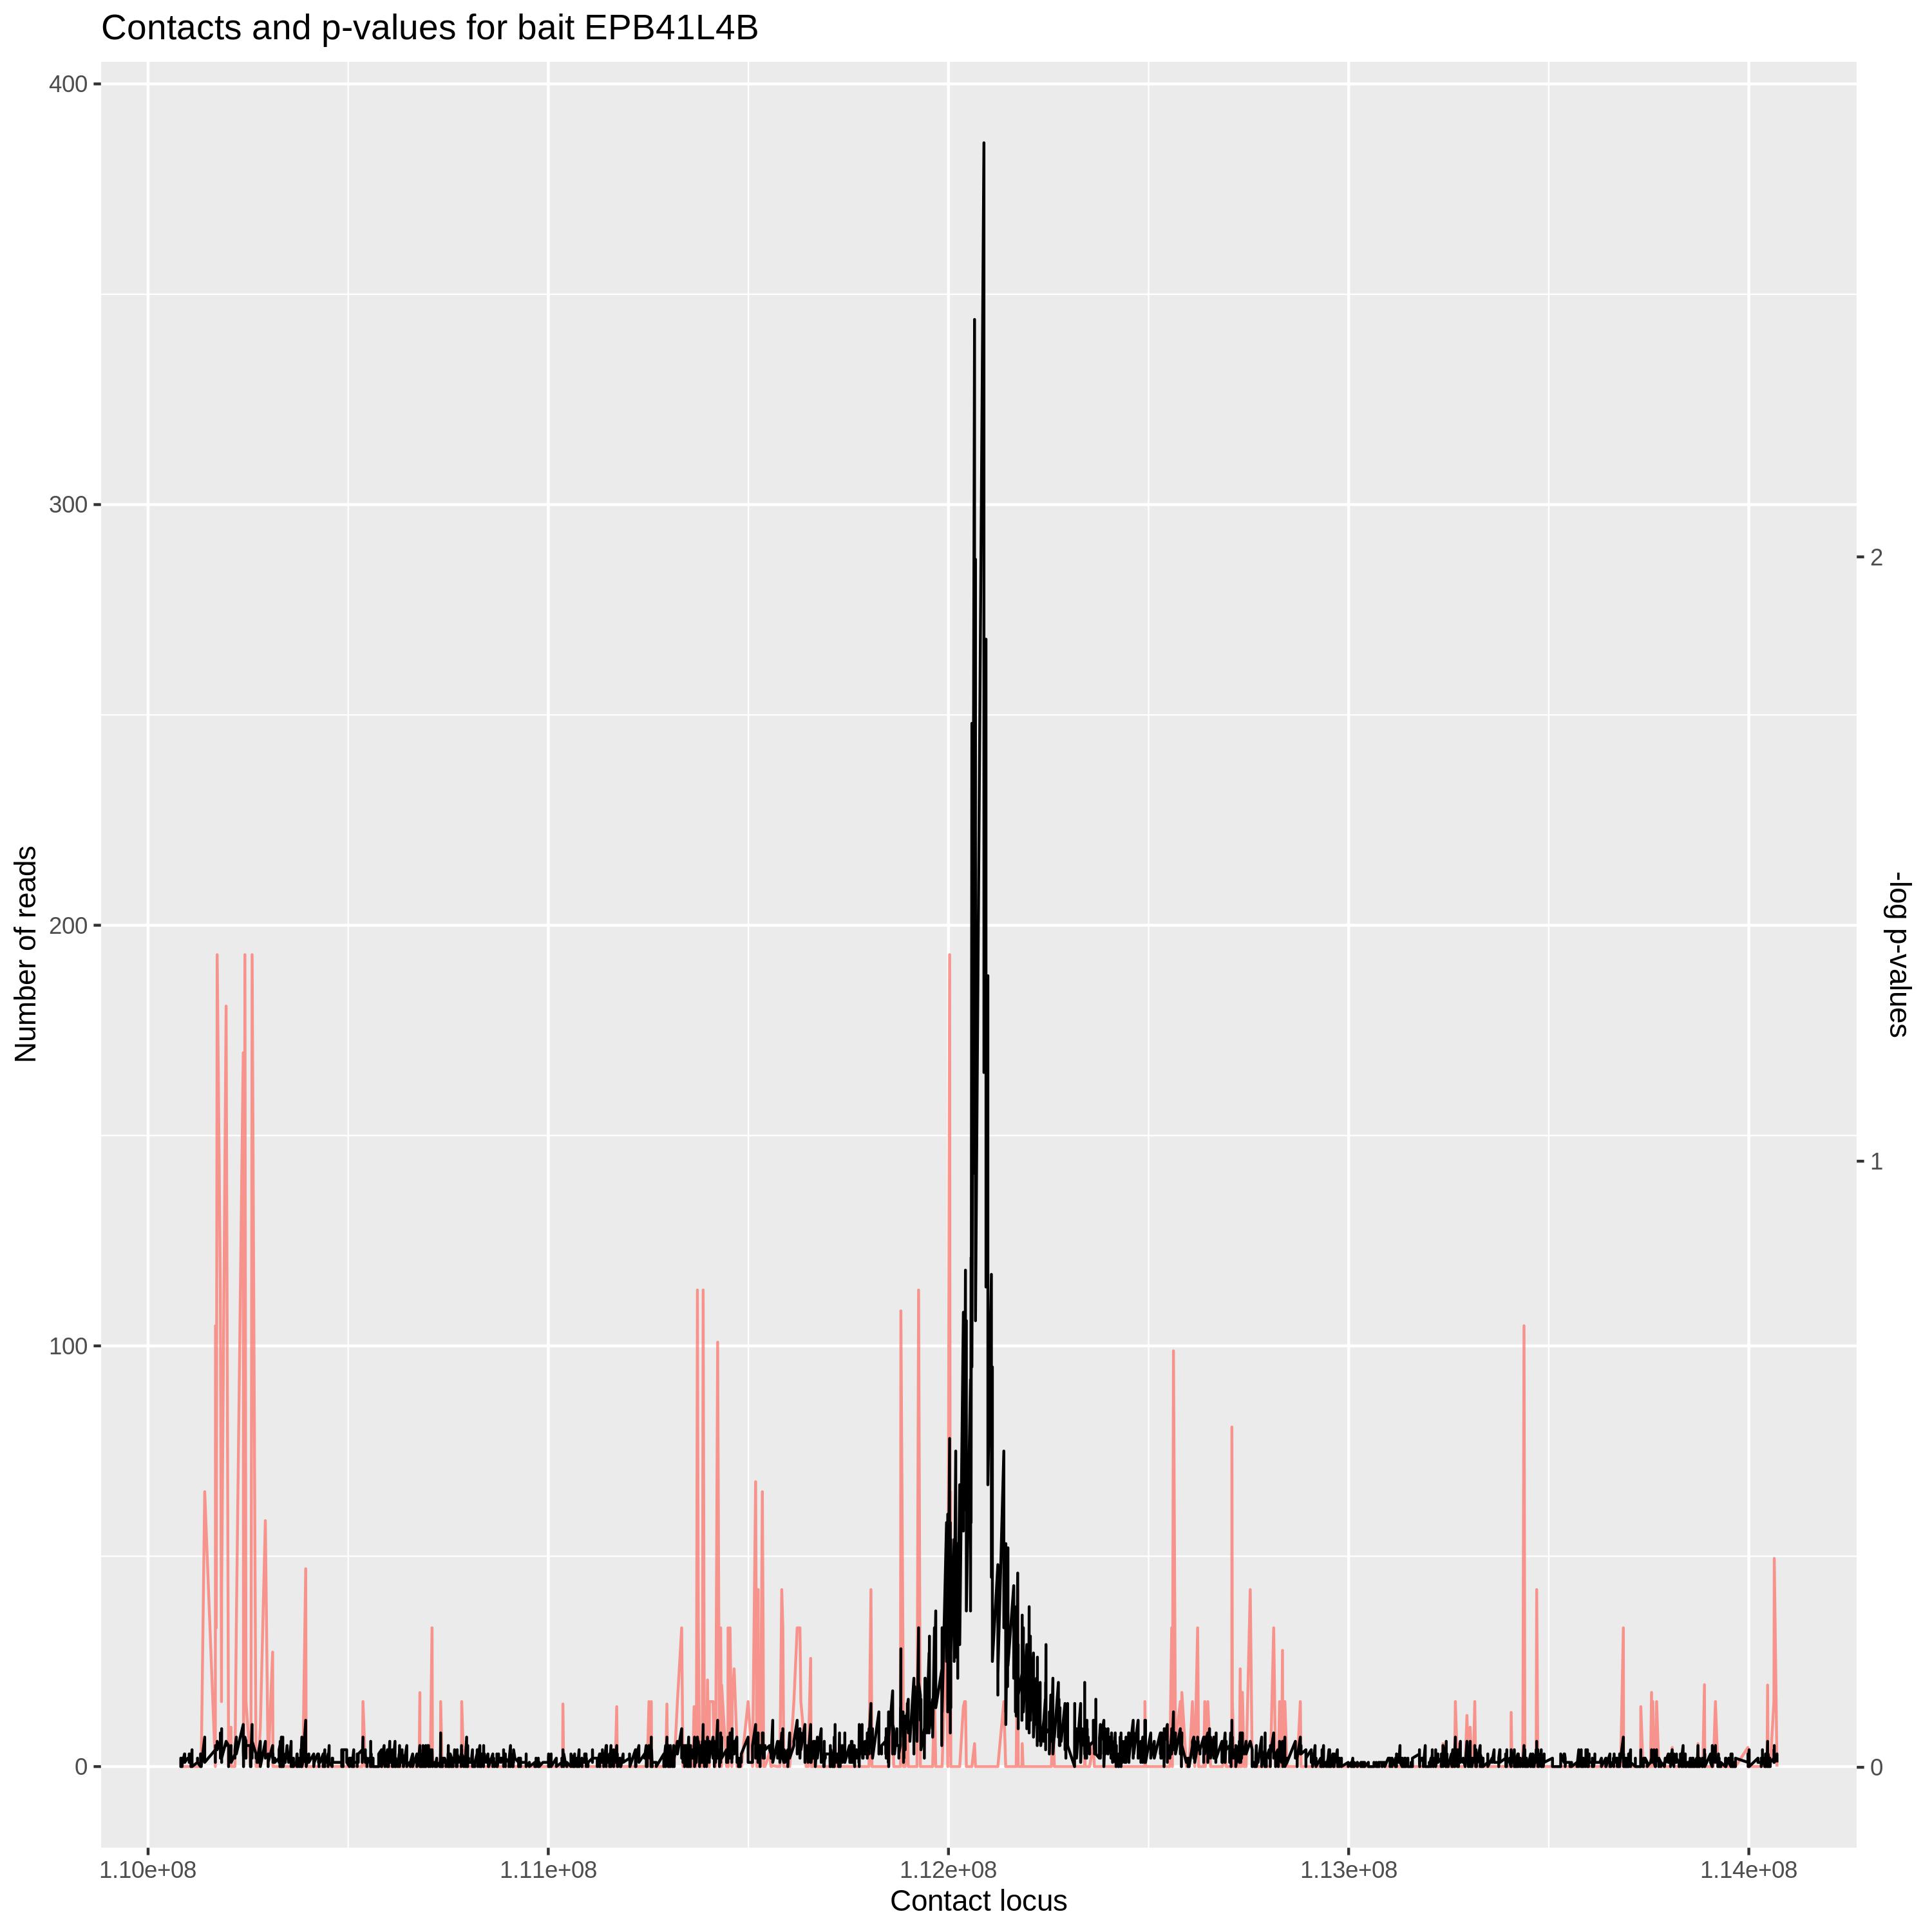 Contacts and p-values for bait EPB41L4B
400
300
200
100
0
Number of reads
2
1
0
-log p-values
1.10e+08 1.11e+08 1.12e+08 1.13e+08 1.14e+08
Contact locus